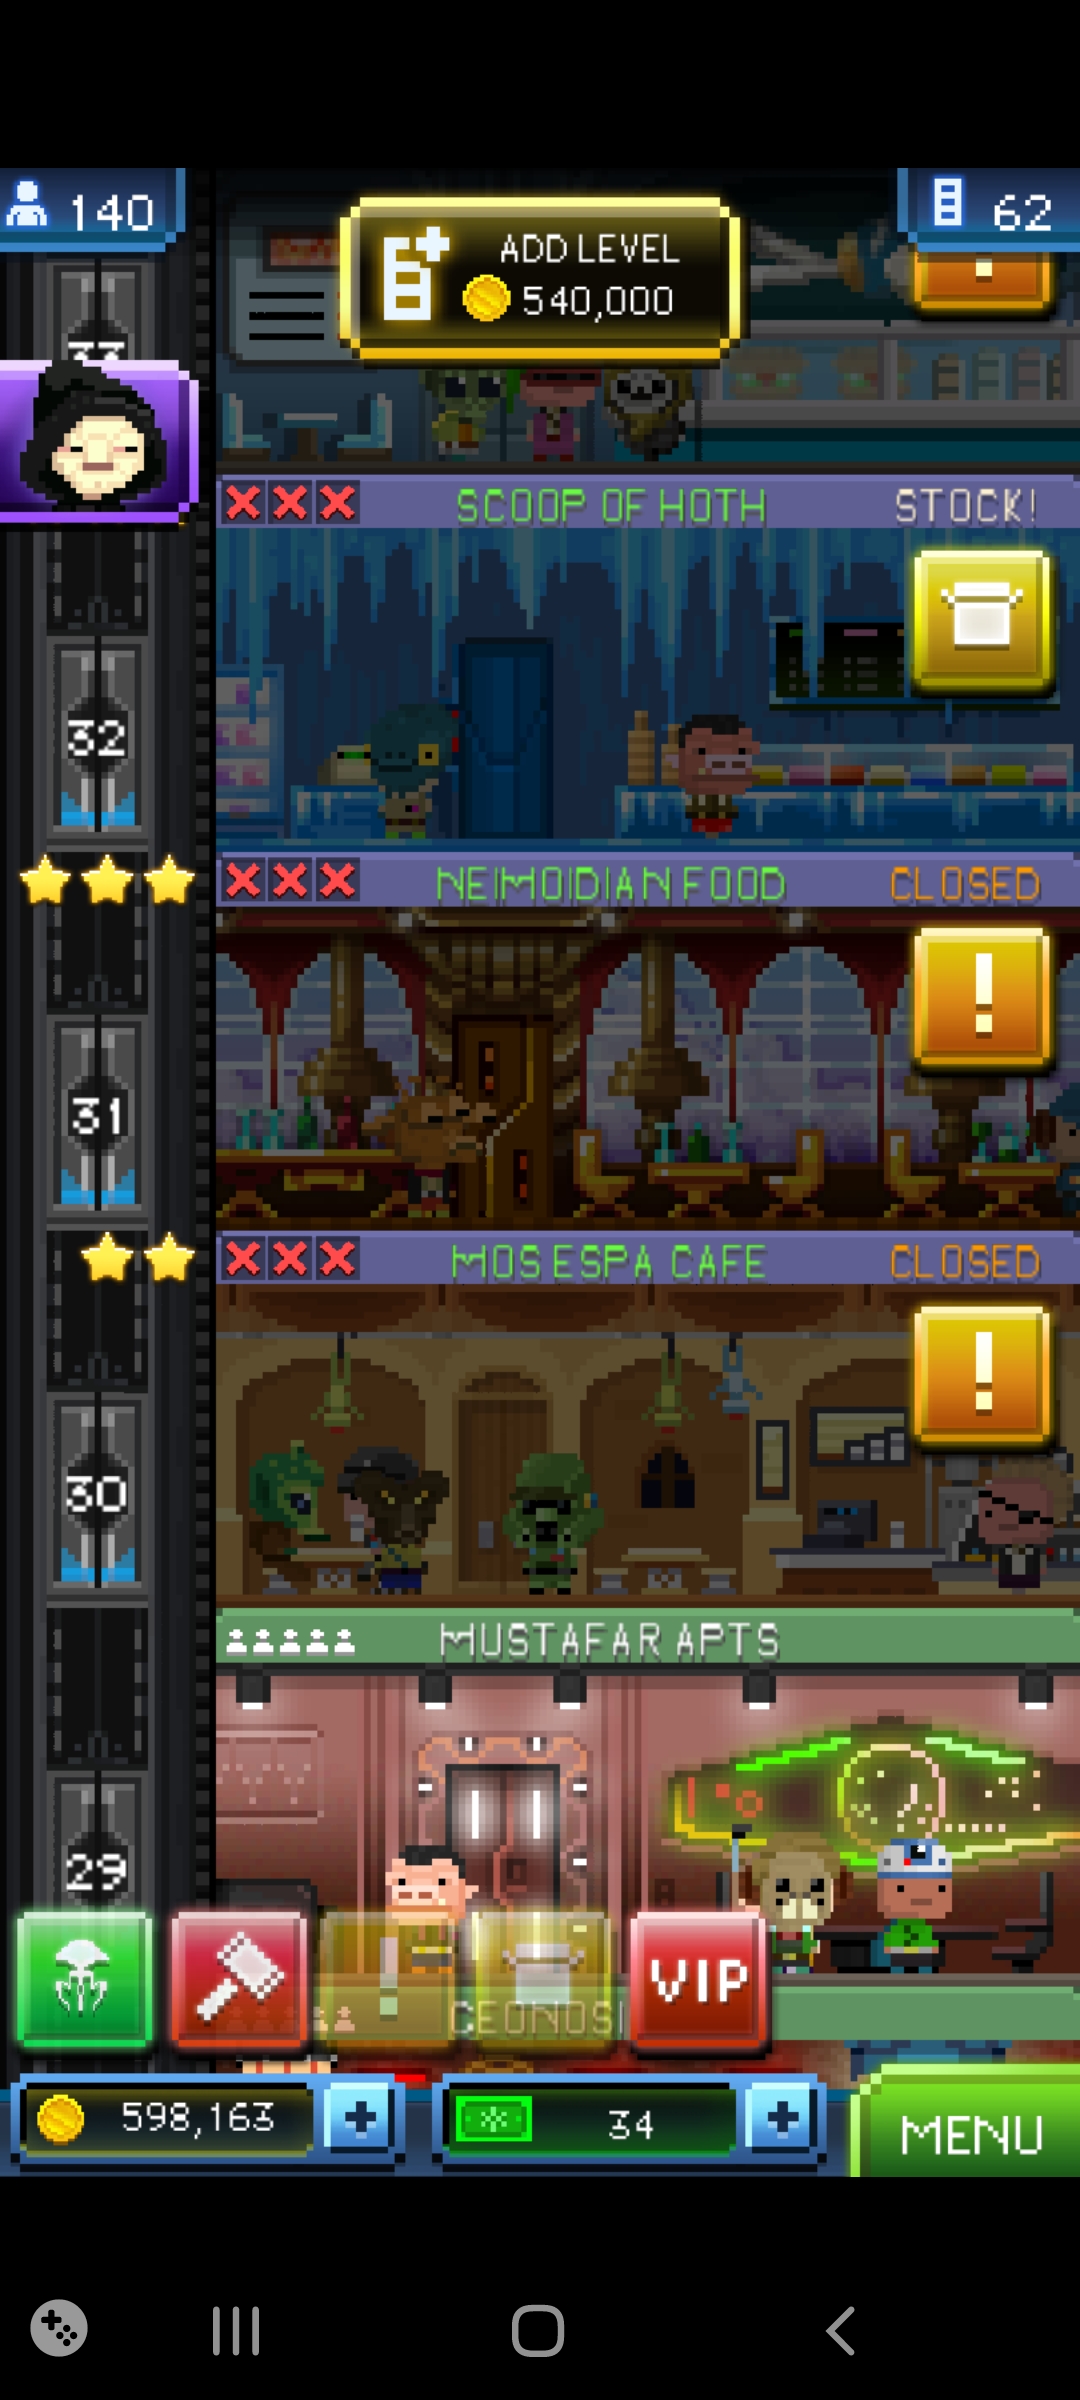 140
62
ADD LEVEL
540,000
33
SCOOP OF HOTH
STOCK!
32
NEIMOIDIAN FOOD
CLOSED
31
MOS ESPA CAFE
CLOSED
30
MUSTAFAR APTS
29
VIP
598,163
34
MENU